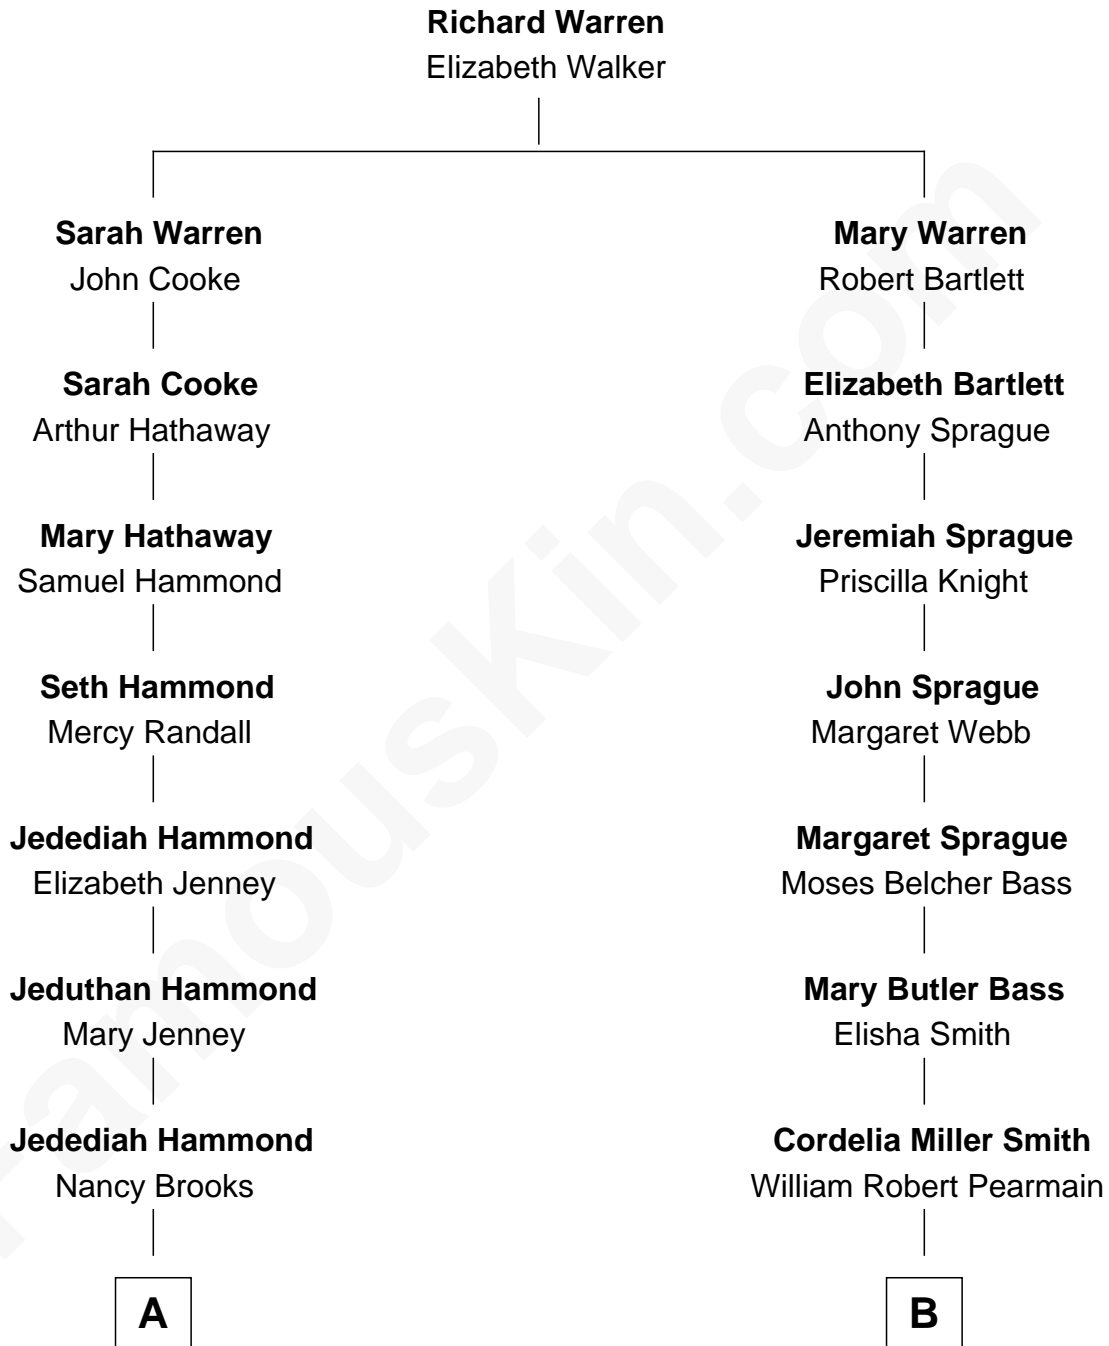 Richard Warren
Elizabeth Walker
Sarah Warren
John Cooke
Mary Warren
Robert Bartlett
Sarah Cooke
Arthur Hathaway
Elizabeth Bartlett
Anthony Sprague
Mary Hathaway
Samuel Hammond
Jeremiah Sprague
Priscilla Knight
Seth Hammond
Mercy Randall
John Sprague
Margaret Webb
Jedediah Hammond
Elizabeth Jenney
Margaret Sprague
Moses Belcher Bass
Jeduthan Hammond
Mary Jenney
Mary Butler Bass
Elisha Smith
Jedediah Hammond
Nancy Brooks
Cordelia Miller Smith
William Robert Pearmain
A
B
FamousKin.com